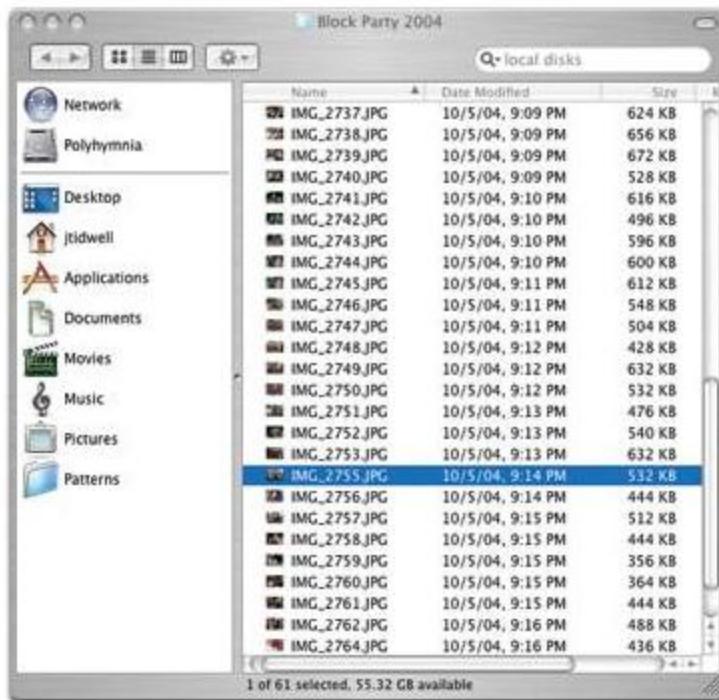 Block Party 2004
local disks
Network
Polyhymnia
Desktop
jtidwell
Applications
Documents
Movies
Music
Pictures
Patterns
Name Date Modified Size
IMG_2737.JPG 10/5/04, 9:09 PM 624 KB
IMG_2738.JPG 10/5/04, 9:09 PM 656 KB
IMG_2739.JPG 10/5/04, 9:09 PM 672 KB
IMG_2740.JPG 10/5/04, 9:09 PM 528 KB
IMG_2741.JPG 10/5/04, 9:10 PM 616 KB
IMG_2742.JPG 10/5/04, 9:10 PM 496 KB
IMG_2743.JPG 10/5/04, 9:10 PM 596 KB
IMG_2744.JPG 10/5/04, 9:10 PM 600 KB
IMG_2745.JPG 10/5/04, 9:11 PM 612 KB
IMG_2746.JPG 10/5/04, 9:11 PM 548 KB
IMG_2747.JPG 10/5/04, 9:11 PM 504 KB
IMG_2748.JPG 10/5/04, 9:12 PM 428 KB
IMG_2749.JPG 10/5/04, 9:12 PM 632 KB
IMG_2750.JPG 10/5/04, 9:12 PM 532 KB
IMG_2751.JPG 10/5/04, 9:13 PM 476 KB
IMG_2752.JPG 10/5/04, 9:13 PM 540 KB
IMG_2753.JPG 10/5/04, 9:13 PM 632 KB
IMG_2755.JPG 10/5/04, 9:14 PM 532 KB
IMG_2756.JPG 10/5/04, 9:14 PM 444 KB
IMG_2757.JPG 10/5/04, 9:15 PM 512 KB
IMG_2758.JPG 10/5/04, 9:15 PM 444 KB
IMG_2759.JPG 10/5/04, 9:15 PM 356 KB
IMG_2760.JPG 10/5/04, 9:15 PM 364 KB
IMG_2761.JPG 10/5/04, 9:15 PM 444 KB
IMG_2762.JPG 10/5/04, 9:16 PM 488 KB
IMG_2764.JPG 10/5/04, 9:16 PM 436 KB
1 of 61 selected, 55.32 GB available